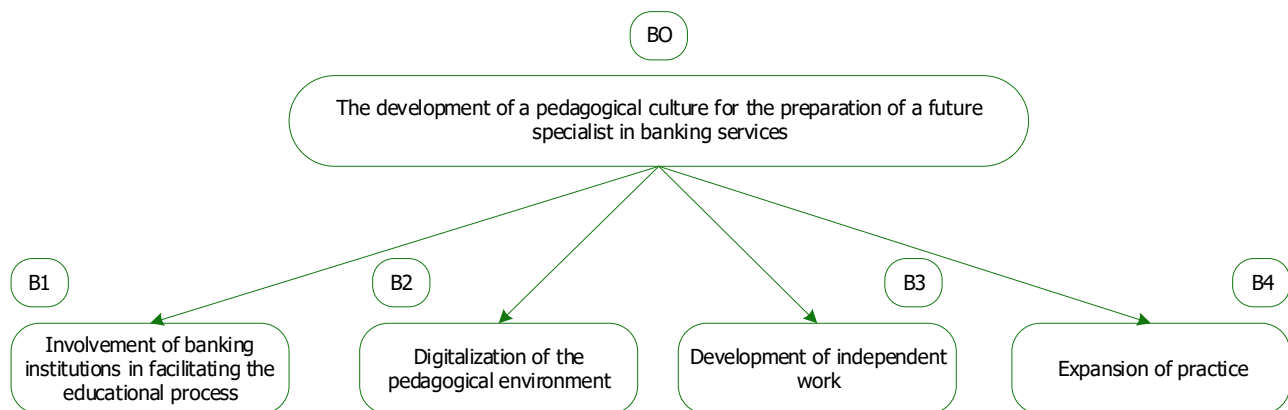 BO
The development of a pedagogical culture for the preparation of a future
specialist in banking services
B1
B2
B3
B4
Involvement of banking
institutions in facilitating the
educational process
Digitalization of the
pedagogical environment
Development of independent
work
Expansion of practice